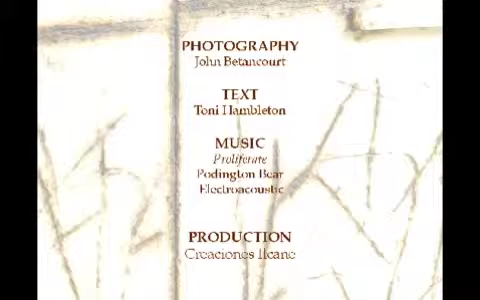 PHOTOGRAPHY
John Betancourt
TEXT
Toni Hambleton
MUSIC
Proliferate
Podington Bear
Electroacoustic
PRODUCTION
Creaciones Ileane